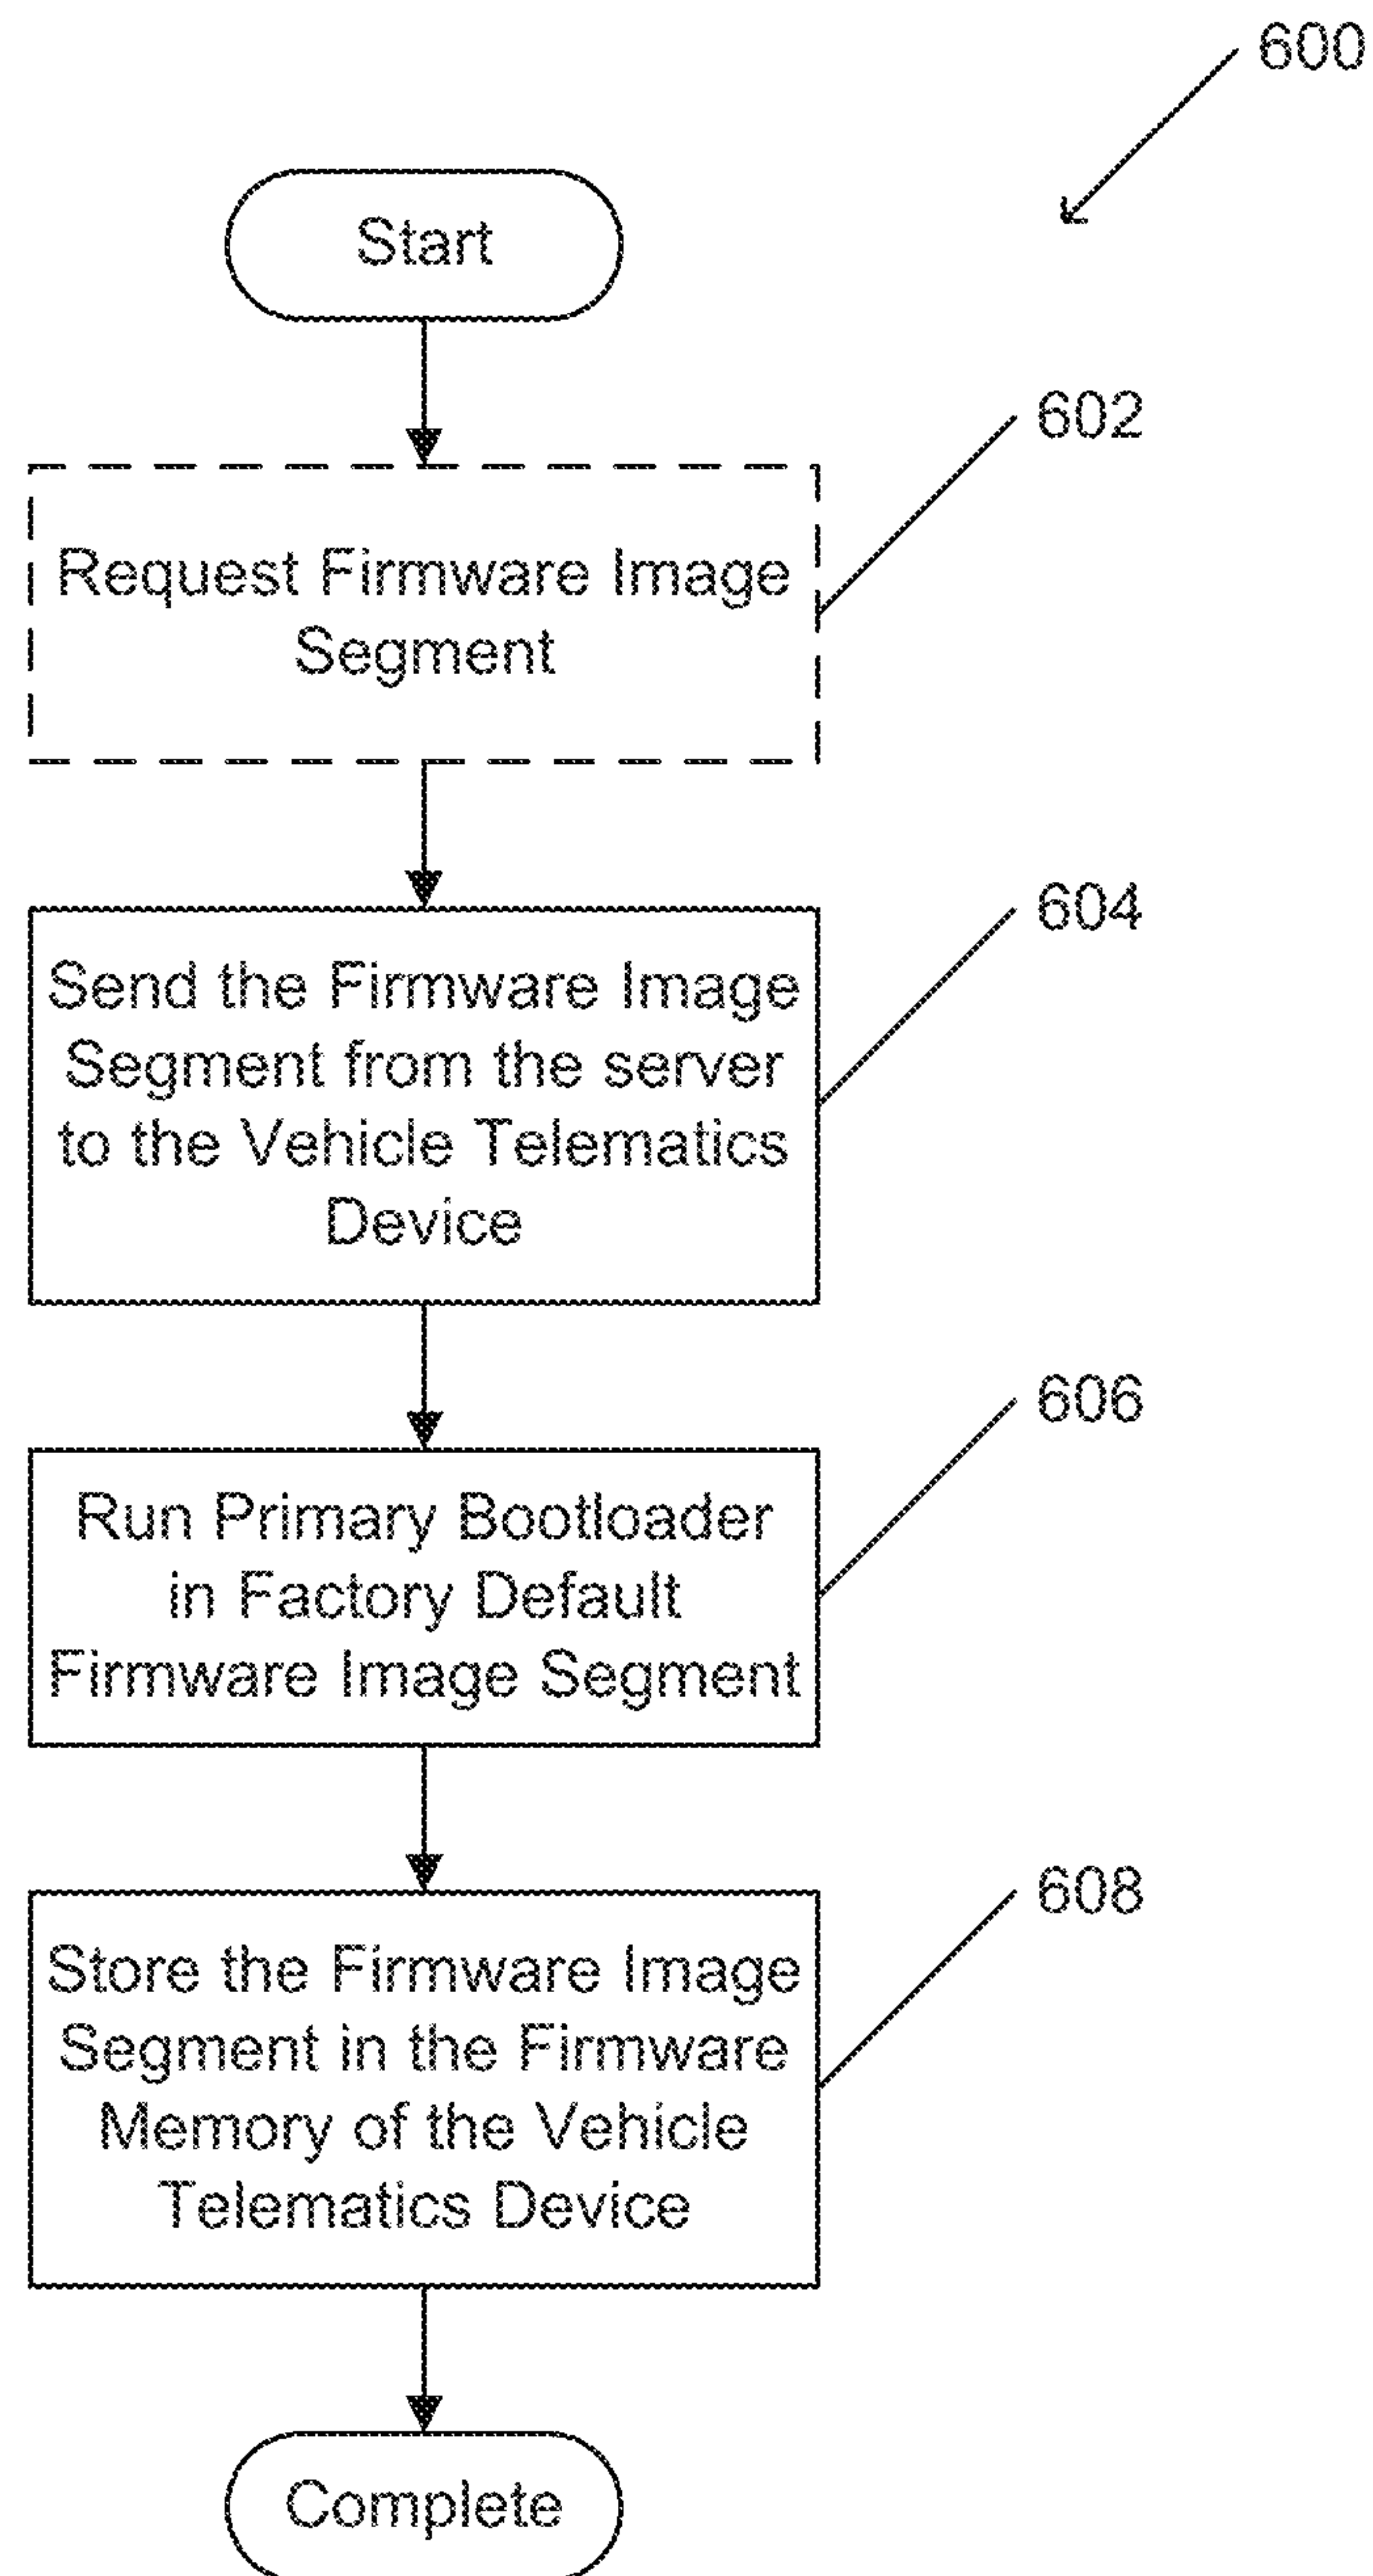 600
Start
602
Request Firmware Image
Segment
604
Send the Firmware Image
Segment from the server
to the Vehicle Telematics
Device
606
Run Primary Bootloader
in Factory Default
Firmware Image Segment
608
Store the Firmware Image
Segment in the Firmware
Memory of the Vehicle
Telematics Device
Complete